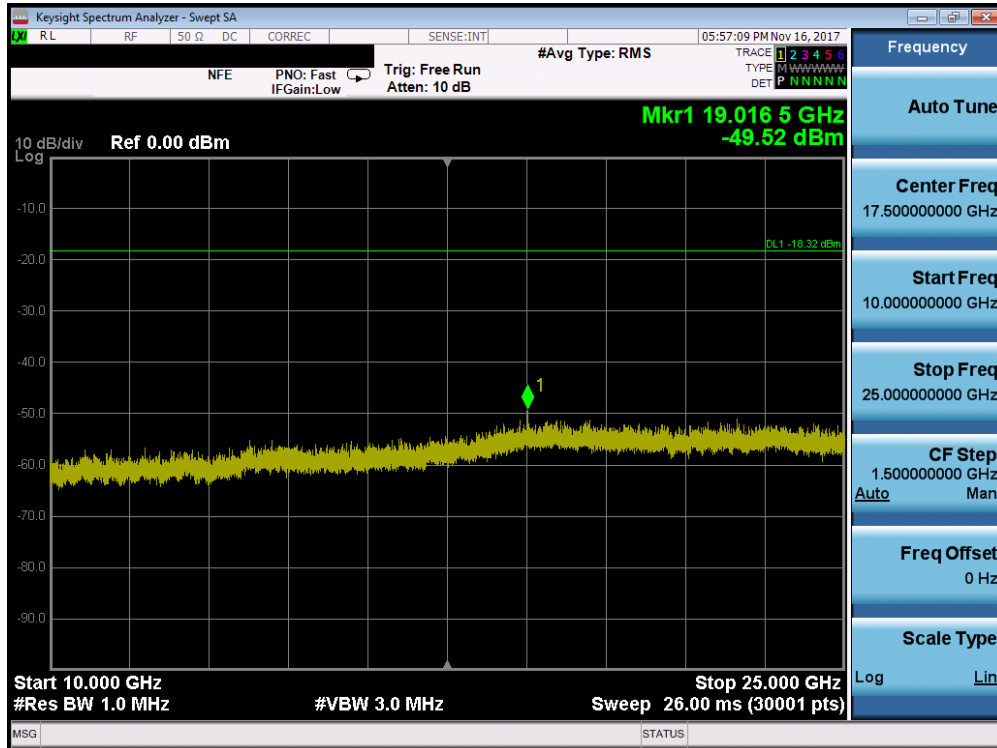 Keysight Spectrum Analyzer - Swept SA
LXI RL RF 50 Ω DC CORREC SENSE:INT 05:57:09 PM Nov 16, 2017
#Avg Type: RMS
TRACE 1 2 3 4 5 6
TYPE M WWWWW
DET P N N N N N
NFE PNO: Fast Trig: Free Run
IFGain:Low Atten: 10 dB
Mkr1 19.016 5 GHz
-49.52 dBm
10 dB/div Ref 0.00 dBm
Log
-10.0
DL1 -18.32 dBm
-20.0
-30.0
-40.0
1
-50.0
-60.0
-70.0
-80.0
-90.0
Start 10.000 GHz Stop 25.000 GHz
#Res BW 1.0 MHz #VBW 3.0 MHz Sweep 26.00 ms (30001 pts)
MSG STATUS
Frequency
Auto Tune
Center Freq
17.500000000 GHz
Start Freq
10.000000000 GHz
Stop Freq
25.000000000 GHz
CF Step
1.500000000 GHz
Auto Man
Freq Offset
0 Hz
Scale Type
Log Lin